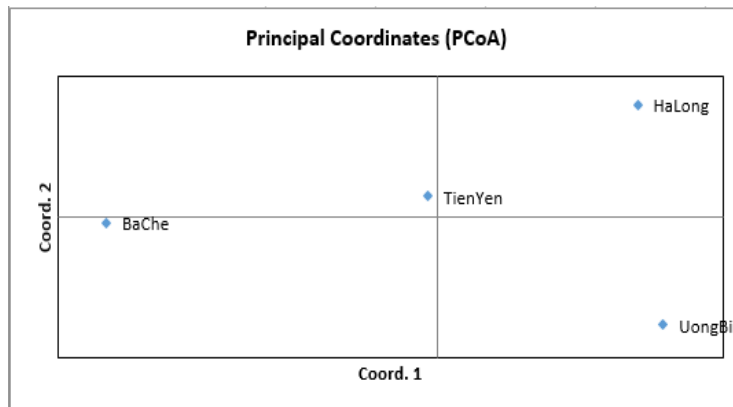 Principal Coordinates (PCoA)
HaLong
TienYen
BaChe
UongBi
Coord. 2
Coord. 1